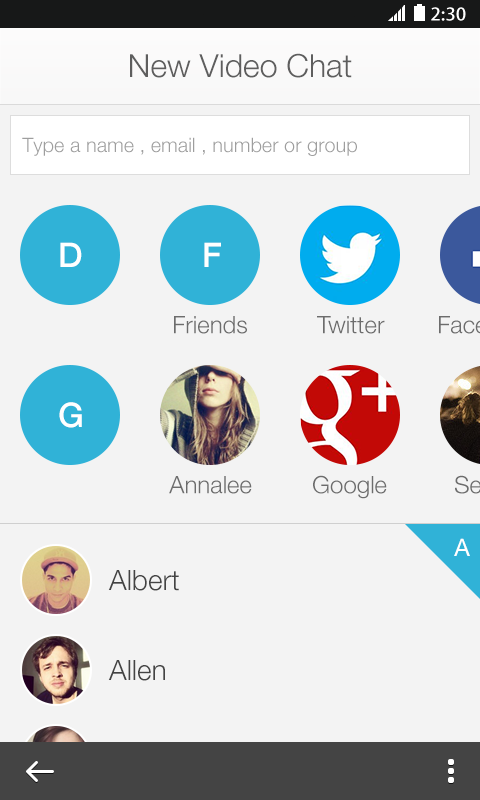 2:30
New Video Chat
Type a name , email , number or group
D
F
Friends
Twitter
Face
G
g+
Annalee
Google
Se
A
Albert
Allen